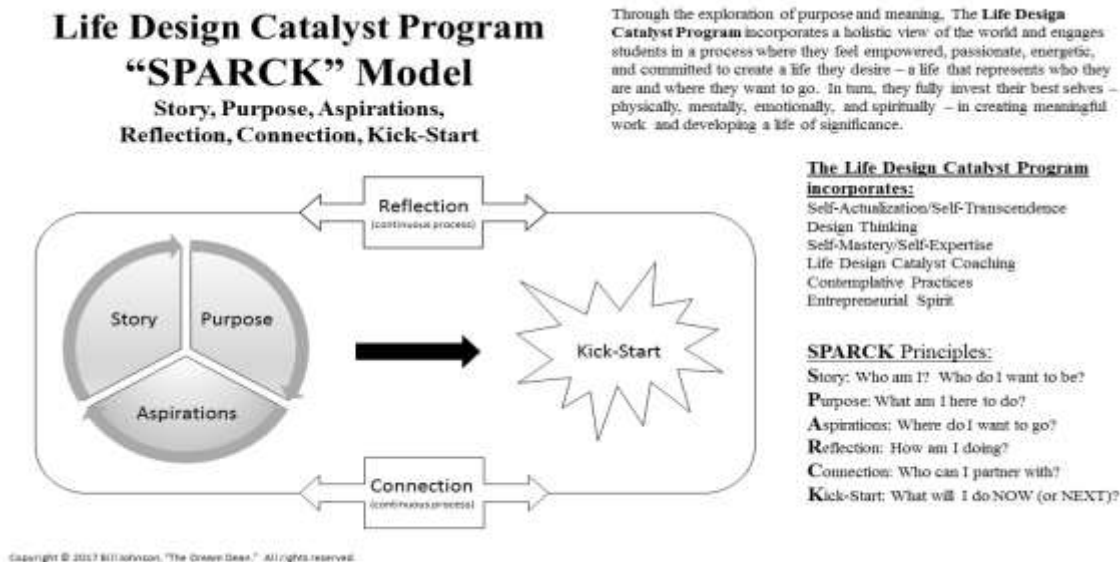 Life Design Catalyst Program
“SPARCK” Model
Story, Purpose, Aspirations,
Reflection, Connection, Kick-Start
Through the exploration of purpose and meaning, The Life Design
Catalyst Program incorporates a holistic view of the world and engages
students in a process where they feel empowered, passionate, energetic,
and committed to create a life they desire – a life that represents who they
are and where they want to go. In turn, they fully invest their best selves –
physically, mentally, emotionally, and spiritually – in creating meaningful
work and developing a life of significance.
Reflection
(continuous process)
Story
Purpose
Aspirations
Kick-Start
Connection
(continuous process)
The Life Design Catalyst Program
incorporates:
Self-Actualization/Self-Transcendence
Design Thinking
Self-Mastery/Self-Expertise
Life Design Catalyst Coaching
Contemplative Practices
Entrepreneurial Spirit
SPARCK Principles:
Story: Who am I? Who do I want to be?
Purpose: What am I here to do?
Aspirations: Where do I want to go?
Reflection: How am I doing?
Connection: Who can I partner with?
Kick-Start: What will I do NOW (or NEXT)?
Copyright © 2017 Bill Johnson, "The Dream Dean." All rights reserved.